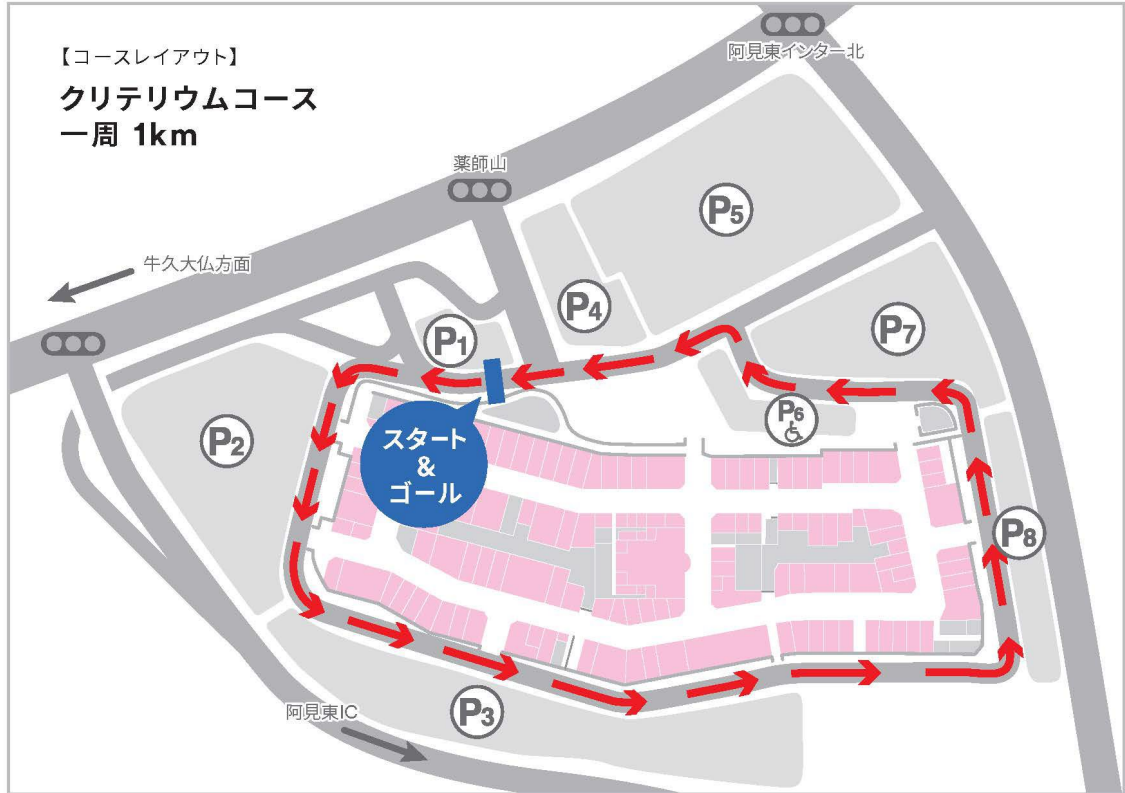 【コースレイアウト】
クリテリウムコース
一周 1km
阿見東インター北
薬師山
牛久大仏方面
P5
P4
P7
P1
P6
P2
スタート
&
ゴール
P8
P3
阿見東IC